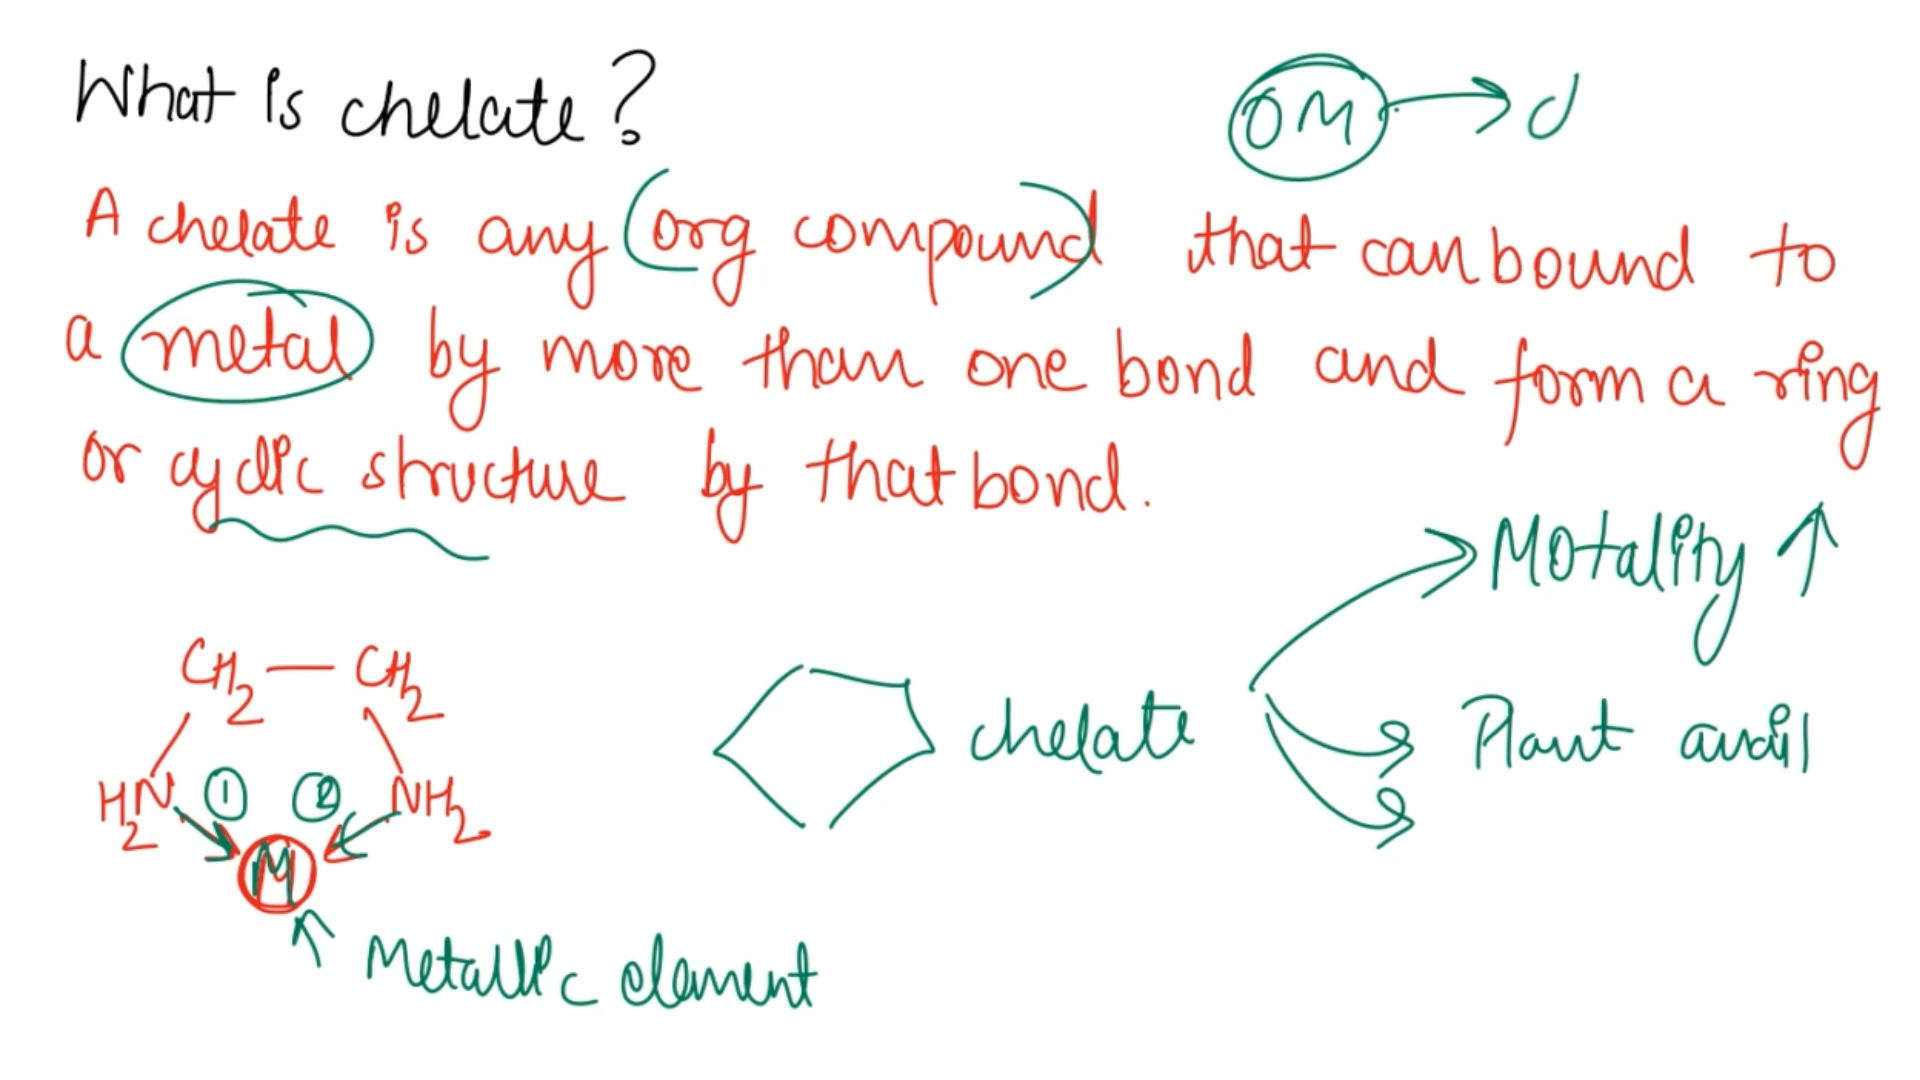 What is chelate?
OM → d
A chelate is any (org compound) that can bound to
a metal by more than one bond and form a ring
or cyclic structure by that bond.
Motality ↑
CH2 — CH2
chelate
Plant avail
H2N ① ② NH2
M
Metallic element